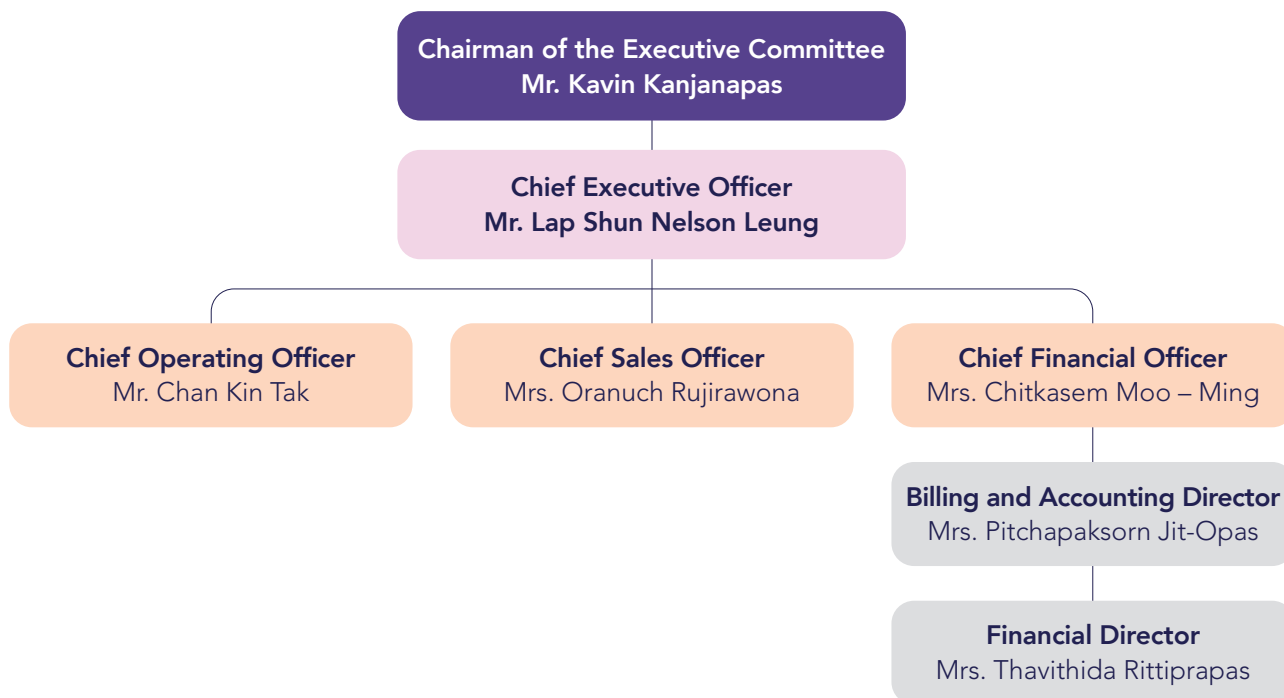 Chairman of the Executive Committee
Mr. Kavin Kanjanapas
Chief Executive Officer
Mr. Lap Shun Nelson Leung
Chief Operating Officer
Mr. Chan Kin Tak
Chief Sales Officer
Mrs. Oranuch Rujirawona
Chief Financial Officer
Mrs. Chitkasem Moo – Ming
Billing and Accounting Director
Mrs. Pitchapaksorn Jit-Opas
Financial Director
Mrs. Thavithida Rittiprapas